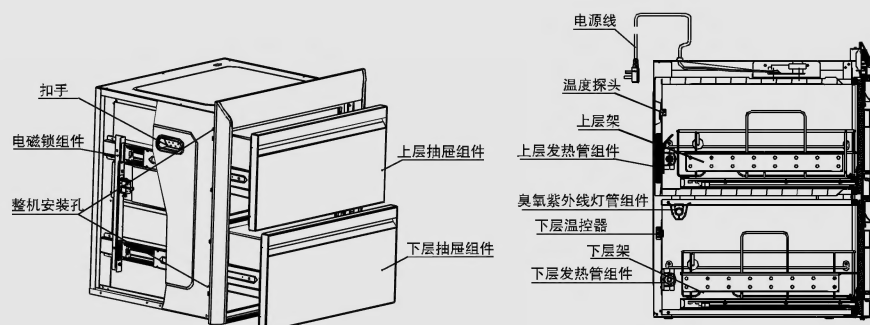 扣手
电磁锁组件
整机安装孔
上层抽屉组件
下层抽屉组件
电源线
温度探头
上层架
上层发热管组件
臭氧紫外线灯管组件
下层温控器
下层架
下层发热管组件